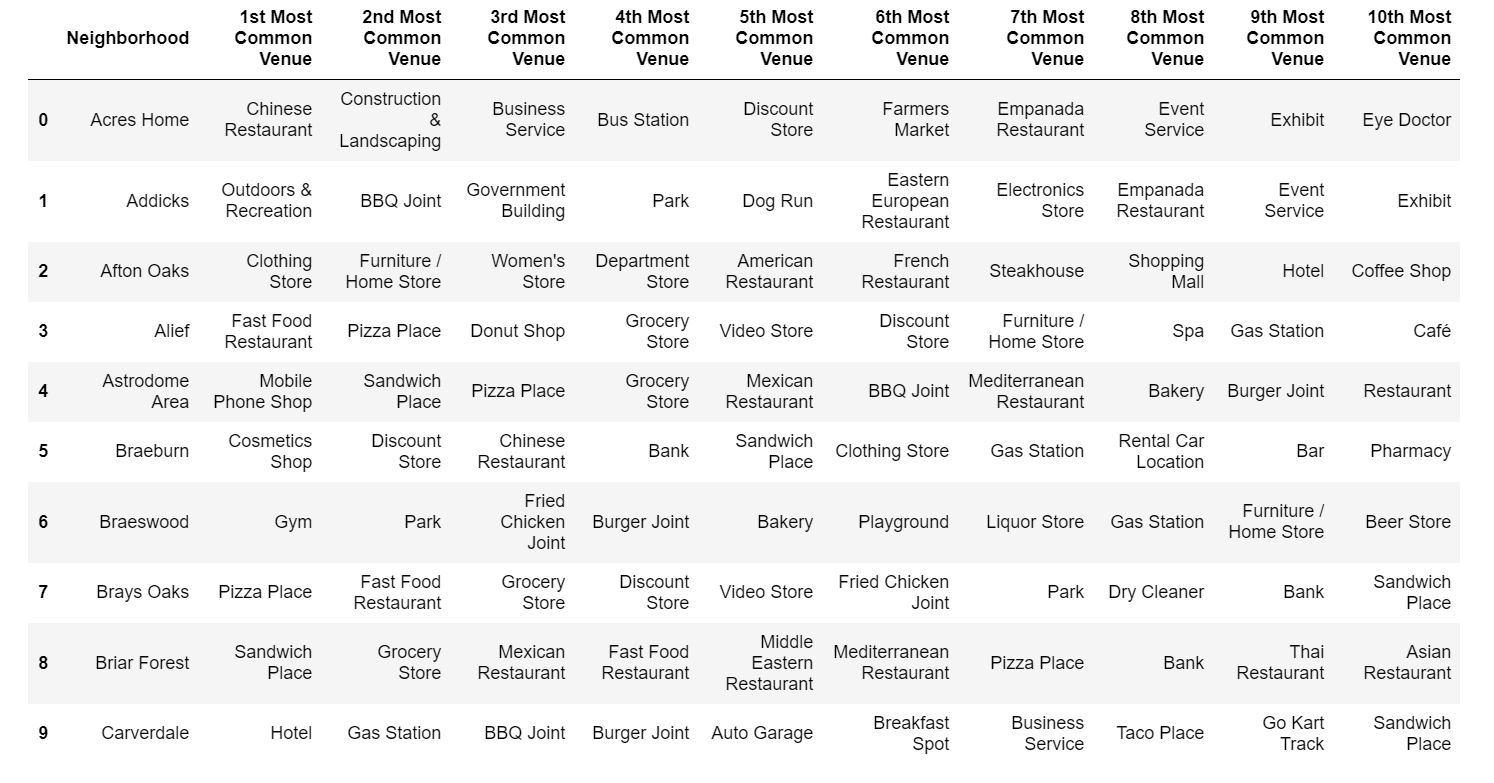 Neighborhood 1st Most Common Venue 2nd Most Common Venue 3rd Most Common Venue 4th Most Common Venue 5th Most Common Venue 6th Most Common Venue 7th Most Common Venue 8th Most Common Venue 9th Most Common Venue 10th Most Common Venue
0 Acres Home Chinese Restaurant Construction & Landscaping Business Service Bus Station Discount Store Farmers Market Empanada Restaurant Event Service Exhibit Eye Doctor
1 Addicks Outdoors & Recreation BBQ Joint Government Building Park Dog Run Eastern European Restaurant Electronics Store Empanada Restaurant Event Service Exhibit
2 Afton Oaks Clothing Store Furniture / Home Store Women's Store Department Store American Restaurant French Restaurant Steakhouse Shopping Mall Hotel Coffee Shop
3 Alief Fast Food Restaurant Pizza Place Donut Shop Grocery Store Video Store Discount Store Furniture / Home Store Spa Gas Station Café
4 Astrodome Area Mobile Phone Shop Sandwich Place Pizza Place Grocery Store Mexican Restaurant BBQ Joint Mediterranean Restaurant Bakery Burger Joint Restaurant
5 Braeburn Cosmetics Shop Discount Store Chinese Restaurant Bank Sandwich Place Clothing Store Gas Station Rental Car Location Bar Pharmacy
6 Braeswood Gym Park Fried Chicken Joint Burger Joint Bakery Playground Liquor Store Gas Station Furniture / Home Store Beer Store
7 Brays Oaks Pizza Place Fast Food Restaurant Grocery Store Discount Store Video Store Fried Chicken Joint Park Dry Cleaner Bank Sandwich Place
8 Briar Forest Sandwich Place Grocery Store Mexican Restaurant Fast Food Restaurant Middle Eastern Restaurant Mediterranean Restaurant Pizza Place Bank Thai Restaurant Asian Restaurant
9 Carverdale Hotel Gas Station BBQ Joint Burger Joint Auto Garage Breakfast Spot Business Service Taco Place Go Kart Track Sandwich Place